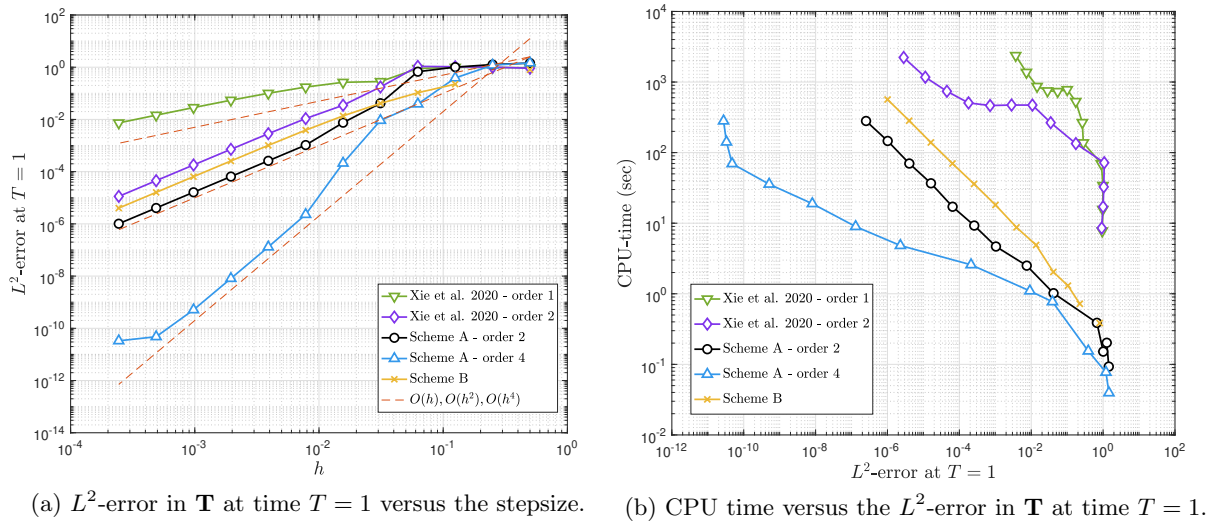 10^2
10^0
10^-2
10^-4
10^-6
10^-8
10^-10
10^-12
10^-14
L^2-error at T = 1
10^-4
10^-3
10^-2
10^-1
10^0
h
Xie et al. 2020 - order 1
Xie et al. 2020 - order 2
Scheme A - order 2
Scheme A - order 4
Scheme B
O(h), O(h^2), O(h^4)
(a) L^2-error in T at time T = 1 versus the stepsize.
10^4
10^3
10^2
10^1
10^0
10^-1
10^-2
CPU-time (sec)
10^-12
10^-10
10^-8
10^-6
10^-4
10^-2
10^0
10^2
L^2-error at T = 1
Xie et al. 2020 - order 1
Xie et al. 2020 - order 2
Scheme A - order 2
Scheme A - order 4
Scheme B
(b) CPU time versus the L^2-error in T at time T = 1.